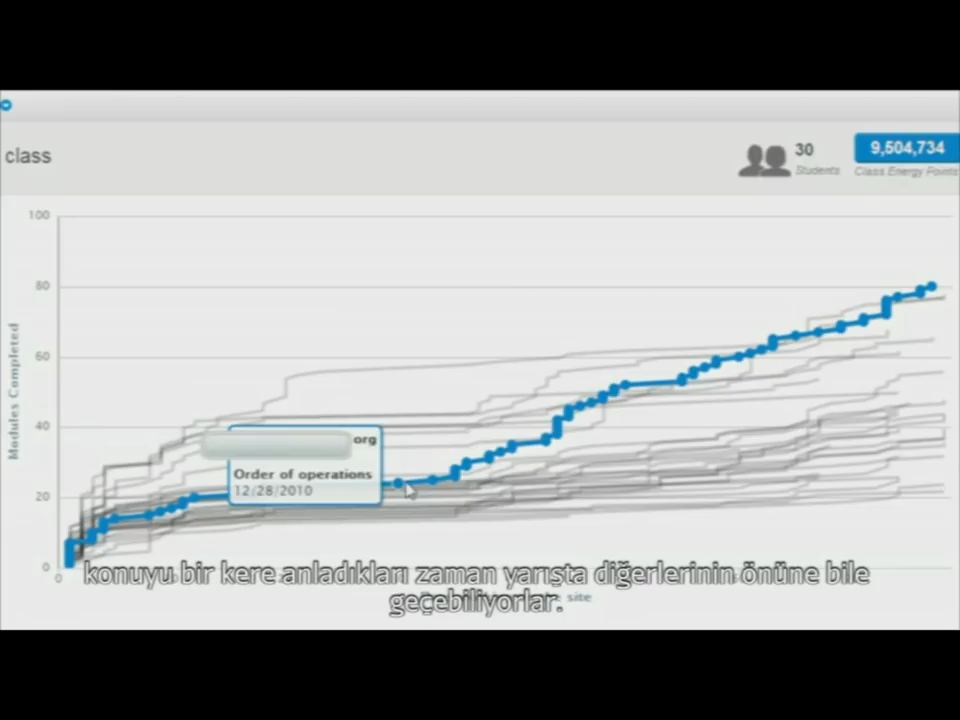 class
30
Students
9,504,734
Class Energy Points
100
80
60
40
20
0
Modules Completed
org
Order of operations
12/28/2010
0
site
konuyu bir kere anladıkları zaman yarışta diğerlerinin önüne bile
geçebiliyorlar.